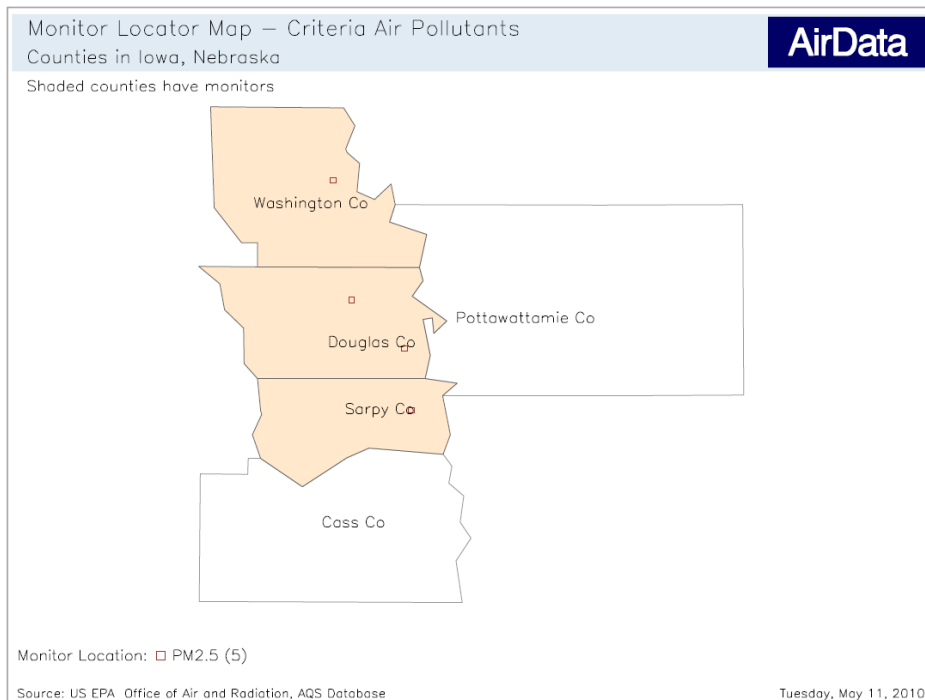 Monitor Locator Map – Criteria Air Pollutants
AirData
Counties in Iowa, Nebraska
Shaded counties have monitors
Washington Co
Pottawattamie Co
Douglas Co
Sarpy Co
Cass Co
Monitor Location: PM2.5 (5)
Source: US EPA Office of Air and Radiation, AQS Database
Tuesday, May 11, 2010